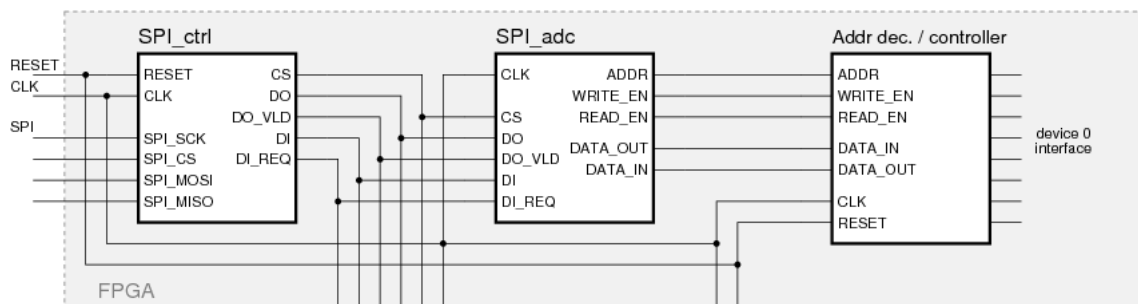 SPI_ctrl
SPI_adc
Addr dec. / controller
RESET
CLK
SPI
RESET
CLK
SPI_SCK
SPI_CS
SPI_MOSI
SPI_MISO
CS
DO
DO_VLD
DI
DI_REQ
CLK
CS
DO
DO_VLD
DI
DI_REQ
ADDR
WRITE_EN
READ_EN
DATA_OUT
DATA_IN
ADDR
WRITE_EN
READ_EN
DATA_IN
DATA_OUT
CLK
RESET
device 0
interface
FPGA